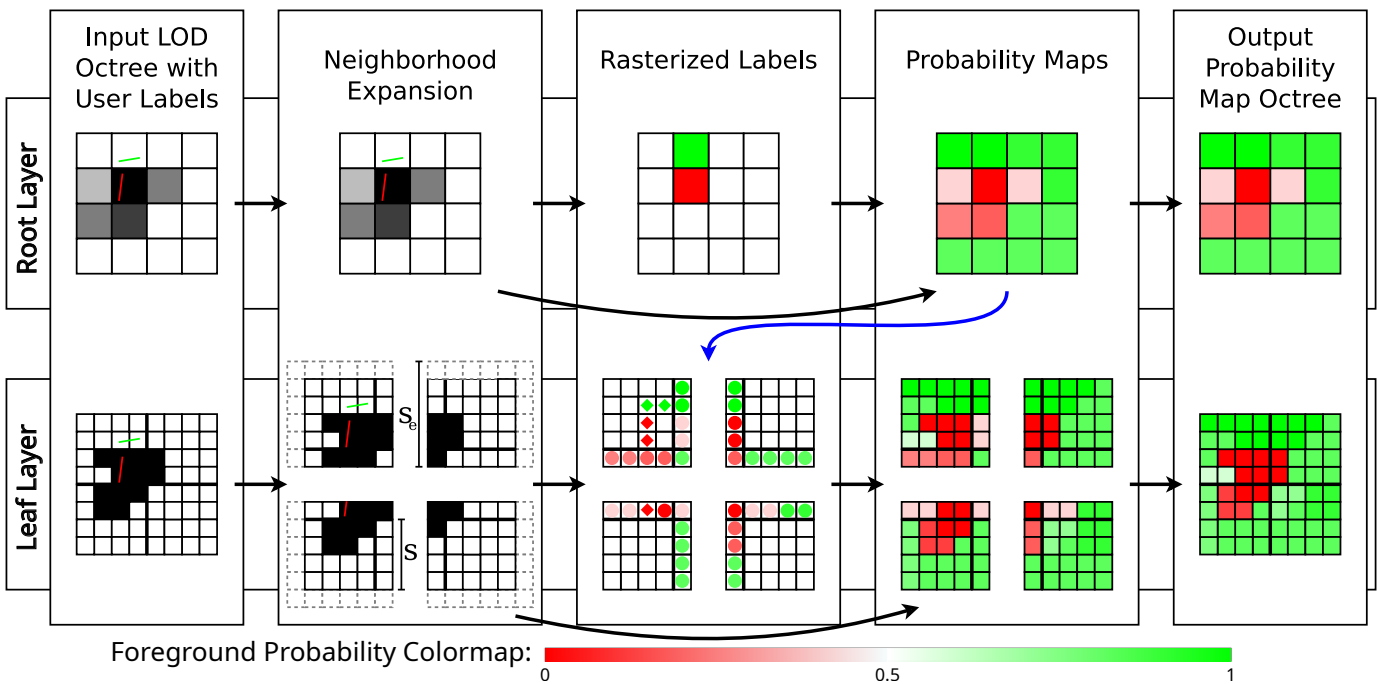 Input LOD
Octree with
User Labels
Neighborhood
Expansion
Rasterized Labels
Probability Maps
Output
Probability
Map Octree
Root Layer
Leaf Layer
Se
S
Foreground Probability Colormap:
0
0.5
1